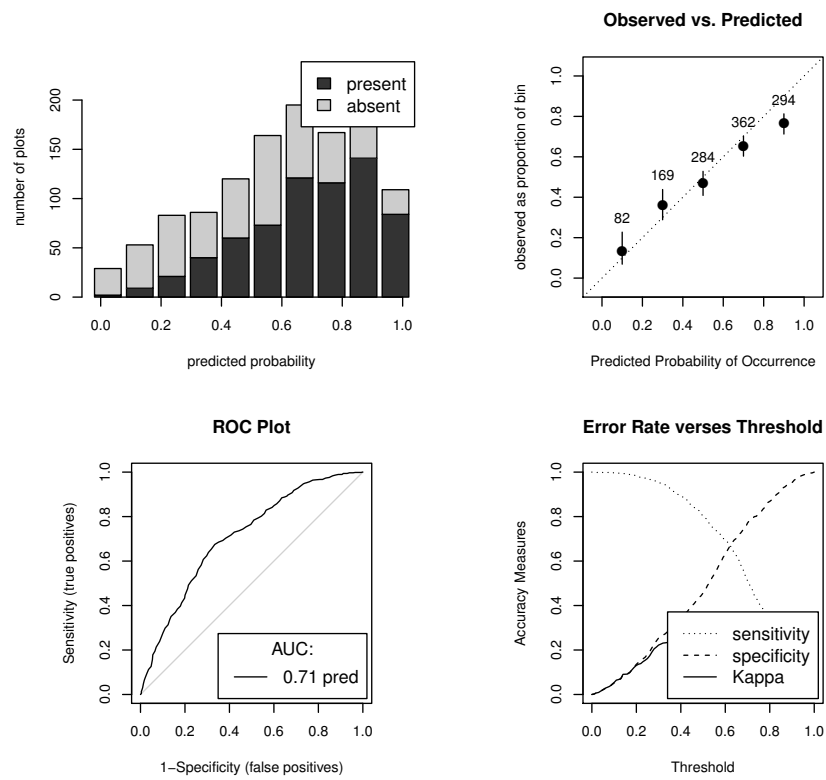 present
absent
number of plots
200
150
100
50
0
0.0 0.2 0.4 0.6 0.8 1.0
predicted probability
Observed vs. Predicted
observed as proportion of bin
1.0
0.8
0.6
0.4
0.2
0.0
82
169
284
362
294
0.0 0.2 0.4 0.6 0.8 1.0
Predicted Probability of Occurrence
ROC Plot
Sensitivity (true positives)
1.0
0.8
0.6
0.4
0.2
0.0
AUC:
0.71 pred
0.0 0.2 0.4 0.6 0.8 1.0
1−Specificity (false positives)
Error Rate verses Threshold
Accuracy Measures
1.0
0.8
0.6
0.4
0.2
0.0
sensitivity
specificity
Kappa
0.0 0.2 0.4 0.6 0.8 1.0
Threshold